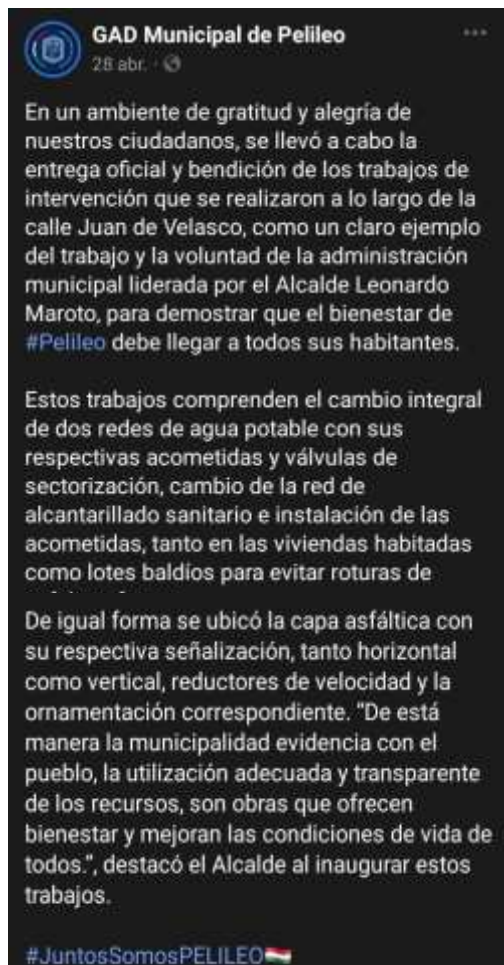 GAD Municipal de Pelileo
28 abr.
En un ambiente de gratitud y alegría de
nuestros ciudadanos, se llevó a cabo la
entrega oficial y bendición de los trabajos de
intervención que se realizaron a lo largo de la
calle Juan de Velasco, como un claro ejemplo
del trabajo y la voluntad de la administración
municipal liderada por el Alcalde Leonardo
Maroto, para demostrar que el bienestar de
#Pelileo debe llegar a todos sus habitantes.
Estos trabajos comprenden el cambio integral
de dos redes de agua potable con sus
respectivas acometidas y válvulas de
sectorización, cambio de la red de
alcantarillado sanitario e instalación de las
acometidas, tanto en las viviendas habitadas
como lotes baldíos para evitar roturas de
De igual forma se ubicó la capa asfáltica con
su respectiva señalización, tanto horizontal
como vertical, reductores de velocidad y la
ornamentación correspondiente. "De está
manera la municipalidad evidencia con el
pueblo, la utilización adecuada y transparente
de los recursos, son obras que ofrecen
bienestar y mejoran las condiciones de vida de
todos.", destacó el Alcalde al inaugurar estos
trabajos.
#JuntosSomosPELILEO